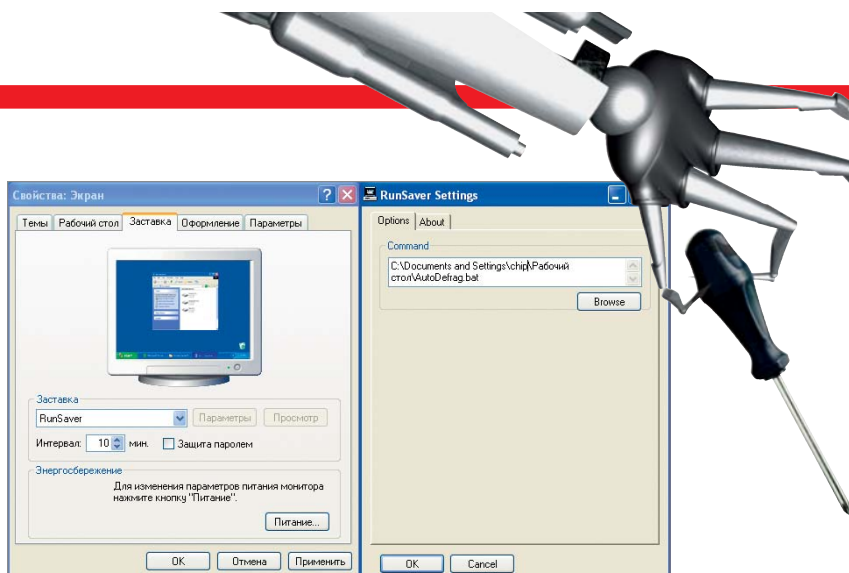 Свойства: Экран
Темы Рабочий стол Заставка Оформление Параметры
Заставка
RunSaver Параметры Просмотр
Интервал: 10 мин. Защита паролем
Энергосбережение
Для изменения параметров питания монитора
нажмите кнопку "Питание".
Питание...
OK Отмена Применить
RunSaver Settings
Options About
Command
C:\Documents and Settings\chip\Рабочий
стол\AutoDefrag.bat
Browse
OK Cancel